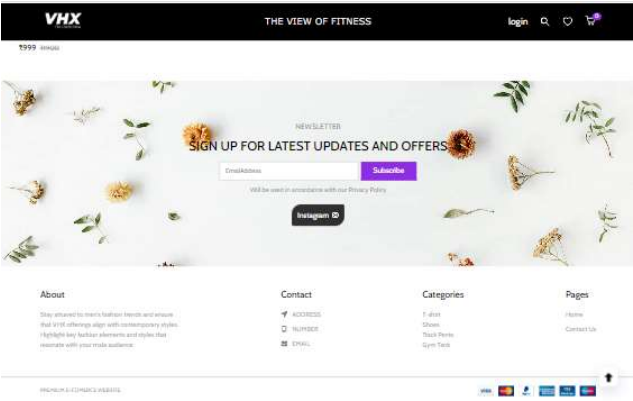 VHX
THE VIEW OF FITNESS
login
0
₹999
NEWSLETTER
SIGN UP FOR LATEST UPDATES AND OFFERS
EmailAddress
Subscribe
Will be used in accordance with our Privacy Policy
Instagram
About
Stay attuned to men's fashion trends and ensure
that VHX offerings align with contemporary styles.
Highlight key fashion elements and styles that
resonate with your male audience.
Contact
ADDRESS
NUMBER
EMAIL
Categories
T-shirt
Shoes
Track Pants
Gym Tank
Pages
Home
Contact Us
PREMIUM E-COMERCE WEBSITE
VISA